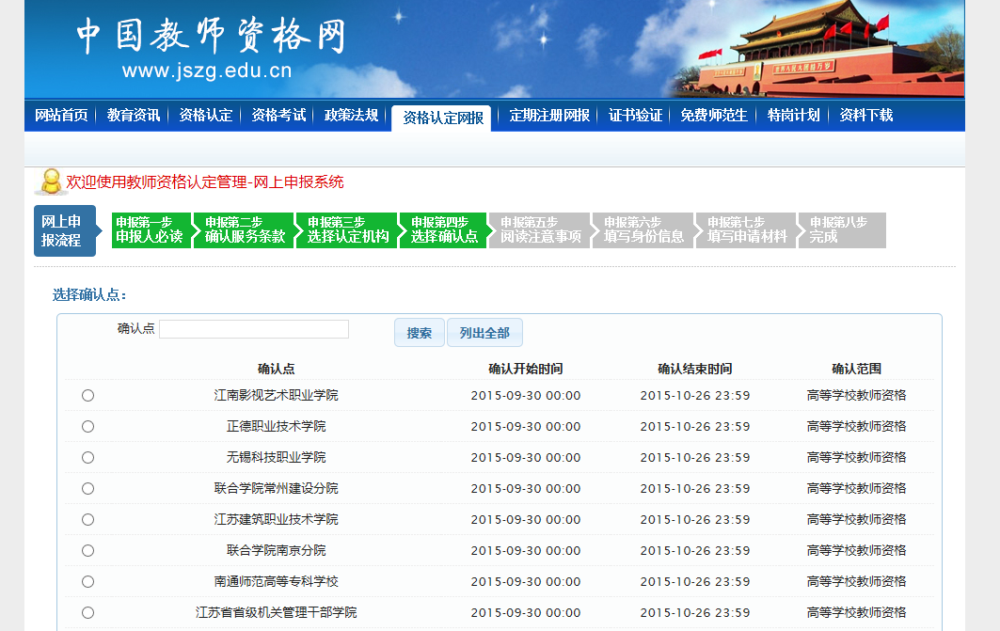 中国教师资格网
www.jszg.edu.cn
网站首页 教育资讯 资格认定 资格考试 政策法规 资格认定网报 定期注册网报 证书验证 免费师范生 特岗计划 资料下载
欢迎使用教师资格认定管理-网上申报系统
网上申
报流程
申报第一步 申报第二步 申报第三步 申报第四步 申报第五步 申报第六步 申报第七步 申报第八步
申报人必读 确认服务条款 选择认定机构 选择确认点 阅读注意事项 填写身份信息 填写申请材料 完成
选择确认点：
确认点 搜索 列出全部
确认点 确认开始时间 确认结束时间 确认范围
江南影视艺术职业学院 2015-09-30 00:00 2015-10-26 23:59 高等学校教师资格
正德职业技术学院 2015-09-30 00:00 2015-10-26 23:59 高等学校教师资格
无锡科技职业学院 2015-09-30 00:00 2015-10-26 23:59 高等学校教师资格
联合学院常州建设分院 2015-09-30 00:00 2015-10-26 23:59 高等学校教师资格
江苏建筑职业技术学院 2015-09-30 00:00 2015-10-26 23:59 高等学校教师资格
联合学院南京分院 2015-09-30 00:00 2015-10-26 23:59 高等学校教师资格
南通师范高等专科学校 2015-09-30 00:00 2015-10-26 23:59 高等学校教师资格
江苏省省级机关管理干部学院 2015-09-30 00:00 2015-10-26 23:59 高等学校教师资格